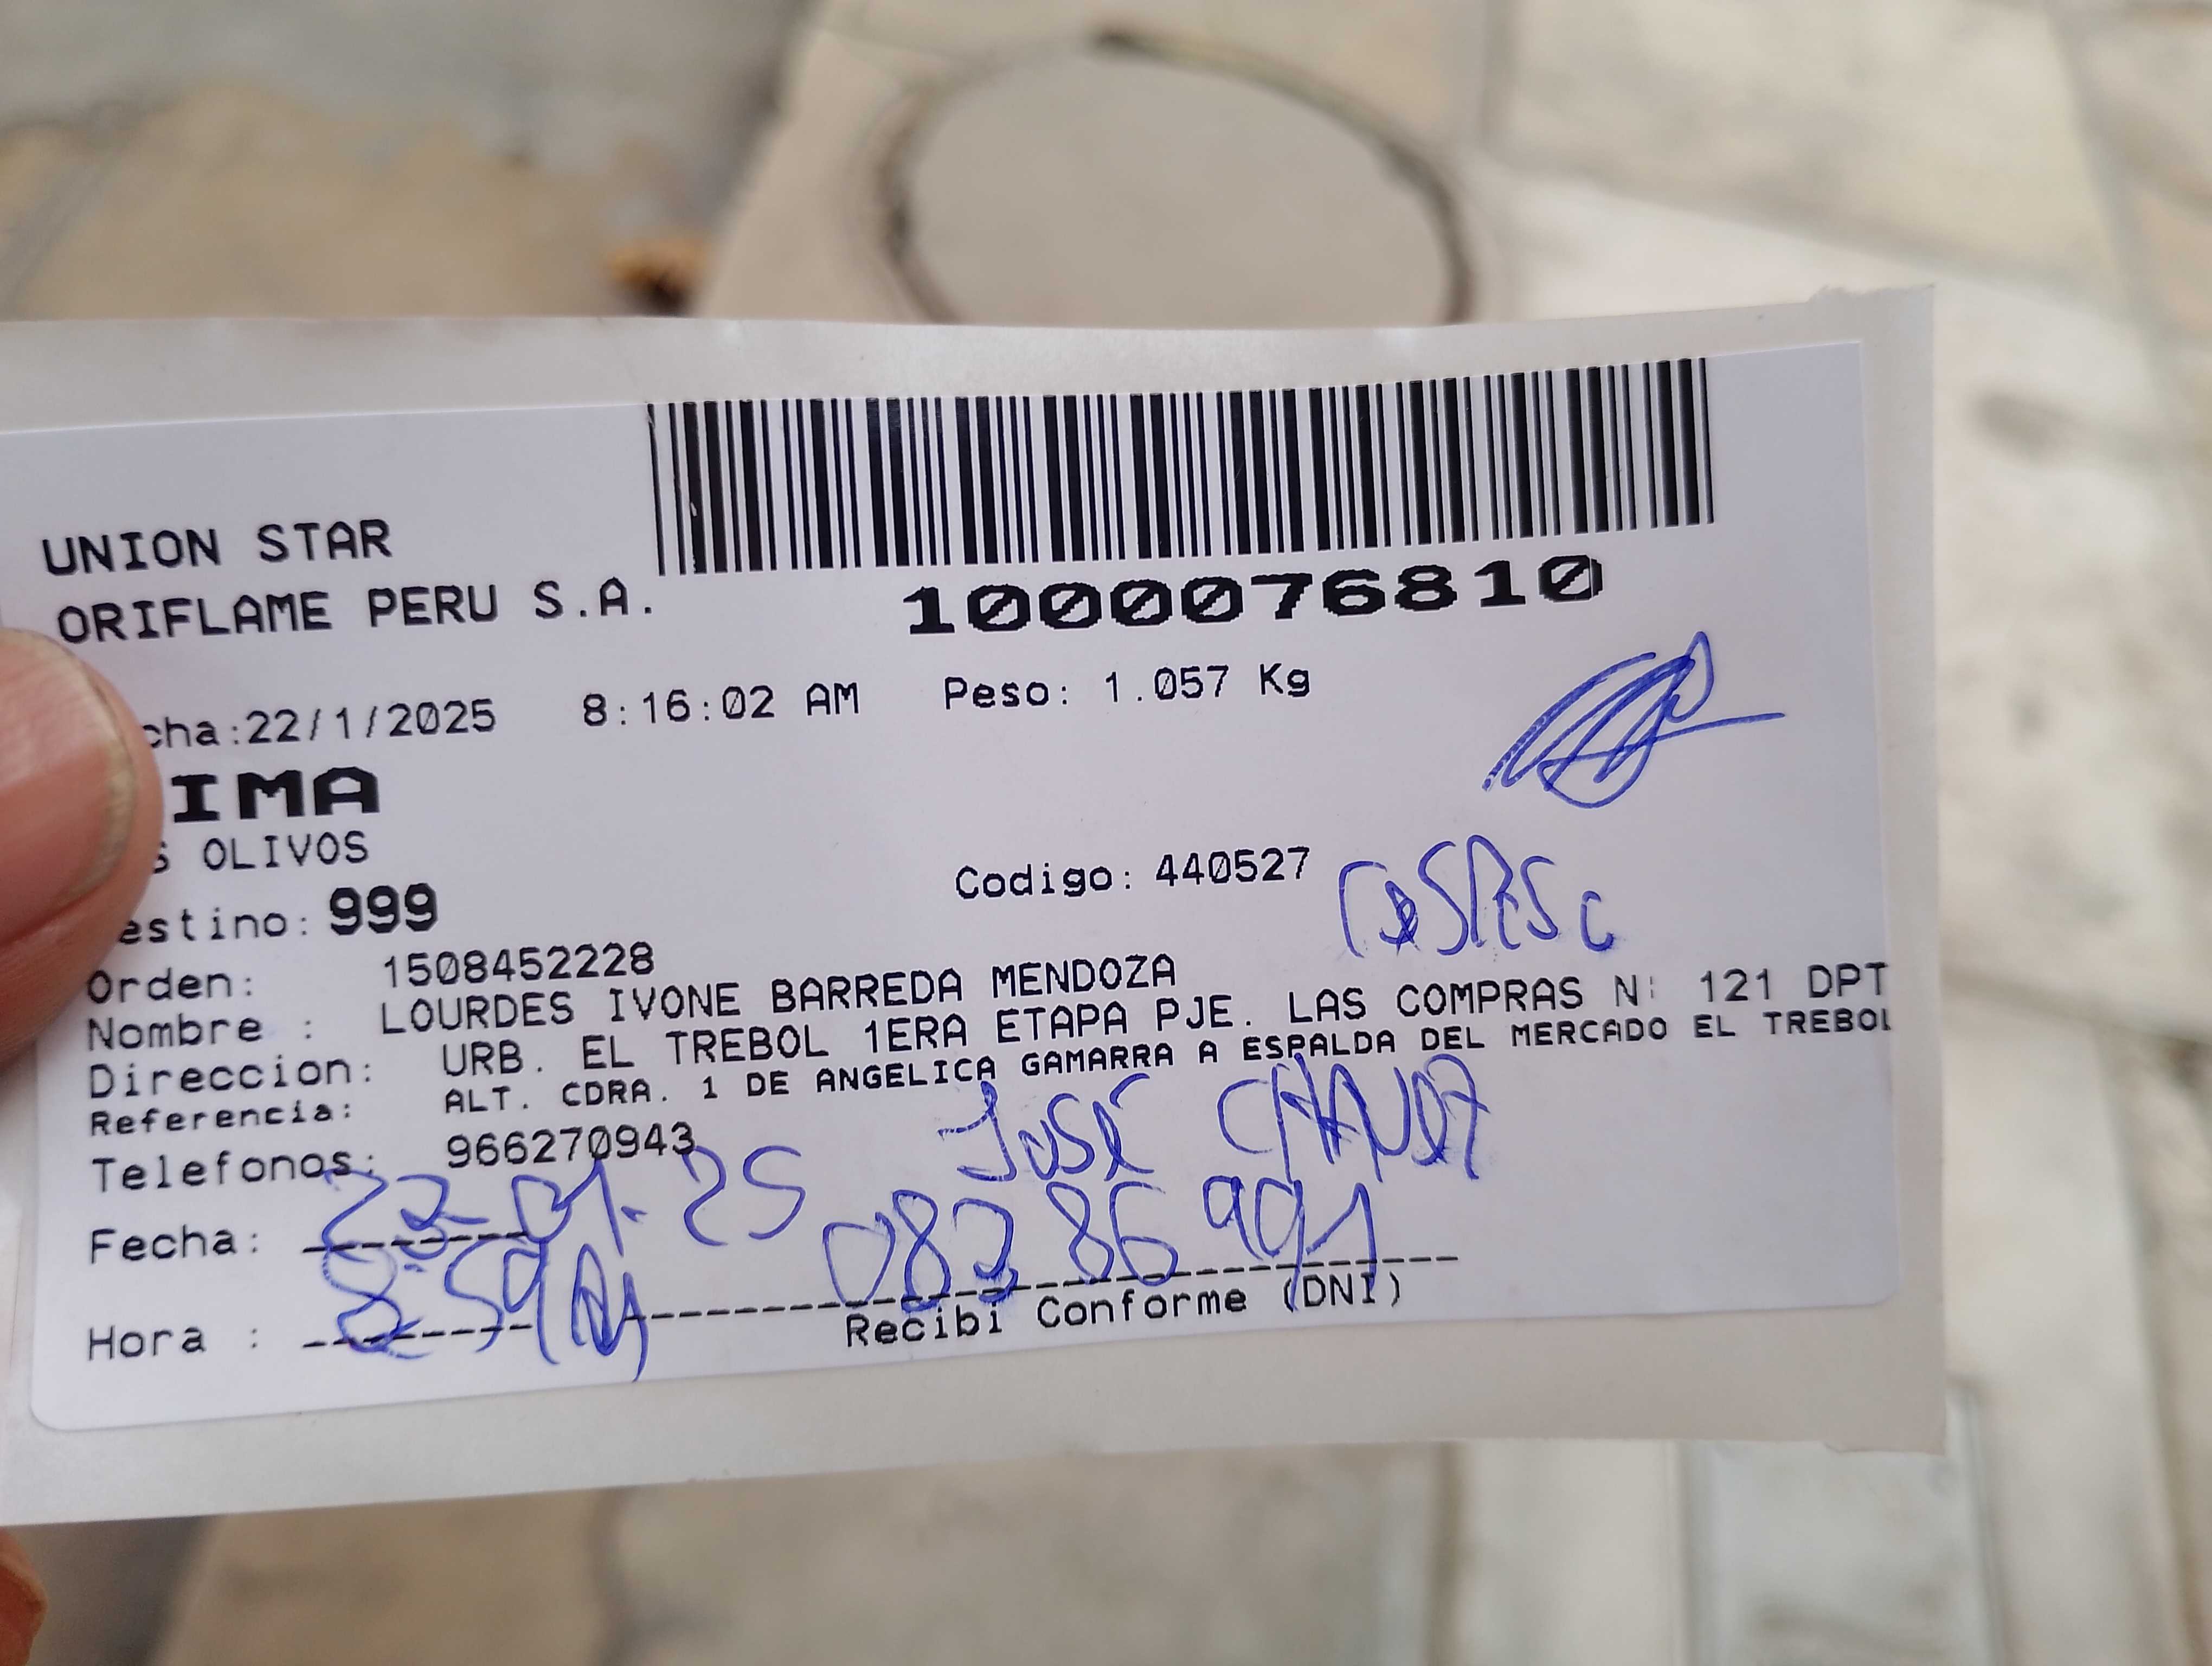 UNION STAR
ORIFLAME PERU S.A.
1000076810
cha:22/1/2025 8:16:02 AM Peso: 1.057 Kg
IMA
S OLIVOS
estino: 999 Codigo: 440527
Orden: 1508452228
Nombre : LOURDES IVONE BARREDA MENDOZA
Direccion: URB. EL TREBOL 1ERA ETAPA PJE. LAS COMPRAS N: 121 DPT
Referencia: ALT. CDRA. 1 DE ANGELICA GAMARRA A ESPALDA DEL MERCADO EL TREBOL
Telefonos: 966270943
José
Fecha: 23-01-25
Hora : 8:59
Recibi Conforme (DNI)